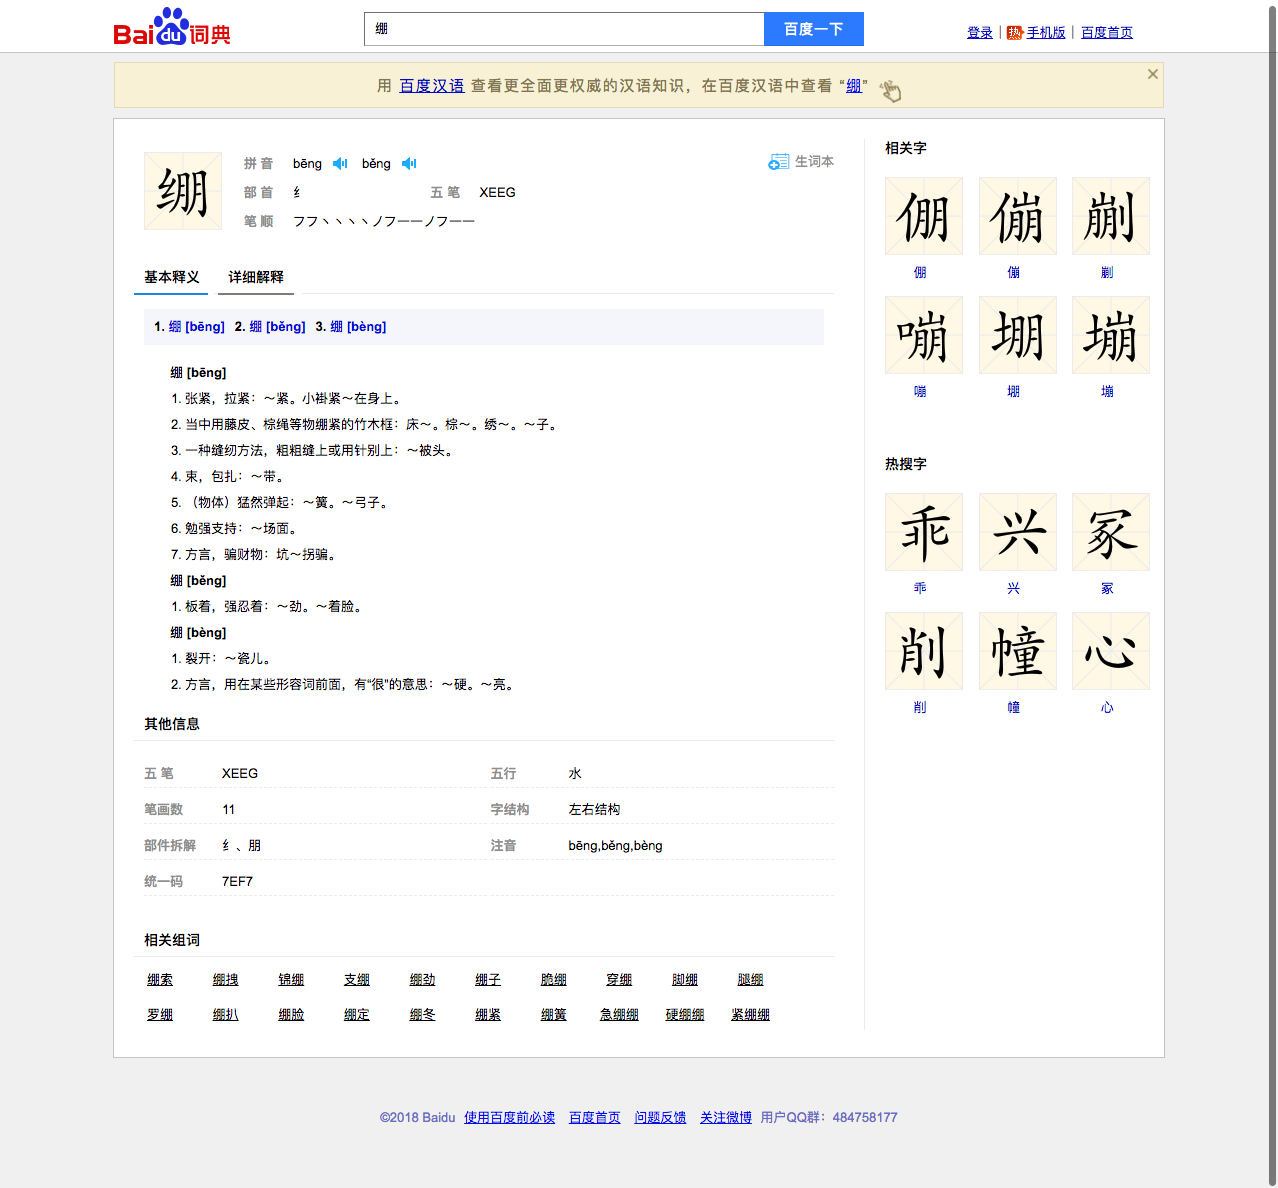 Baidu词典
绷
百度一下
登录 | 热 手机版 | 百度首页
用 百度汉语 查看更全面更权威的汉语知识，在百度汉语中查看 “绷”
绷
拼 音 bēng běng
生词本
部 首 纟 五 笔 XEEG
笔 顺 フフ丶丶丶丶ノフ一一ノフ一一
基本释义 详细解释
1. 绷 [bēng] 2. 绷 [běng] 3. 绷 [bèng]
绷 [bēng]
1. 张紧，拉紧：～紧。小褂紧～在身上。
2. 当中用藤皮、棕绳等物绷紧的竹木框：床～。棕～。绣～。～子。
3. 一种缝纫方法，粗粗缝上或用针别上：～被头。
4. 束，包扎：～带。
5. （物体）猛然弹起：～簧。～弓子。
6. 勉强支持：～场面。
7. 方言，骗财物：坑～拐骗。
绷 [běng]
1. 板着，强忍着：～劲。～着脸。
绷 [bèng]
1. 裂开：～瓷儿。
2. 方言，用在某些形容词前面，有“很”的意思：～硬。～亮。
其他信息
五 笔 XEEG 五行 水
笔画数 11 字结构 左右结构
部件拆解 纟、朋 注音 bēng,běng,bèng
统一码 7EF7
相关组词
绷索 绷拽 锦绷 支绷 绷劲 绷子 脆绷 穿绷 脚绷 腿绷
罗绷 绷扒 绷脸 绷定 绷冬 绷紧 绷簧 急绷绷 硬绷绷 紧绷绷
相关字
倗 傰 剻
倗 傰 剻
嘣 堋 塴
嘣 堋 塴
热搜字
乖 兴 冢
乖 兴 冢
削 幢 心
削 幢 心
©2018 Baidu 使用百度前必读 百度首页 问题反馈 关注微博 用户QQ群：484758177